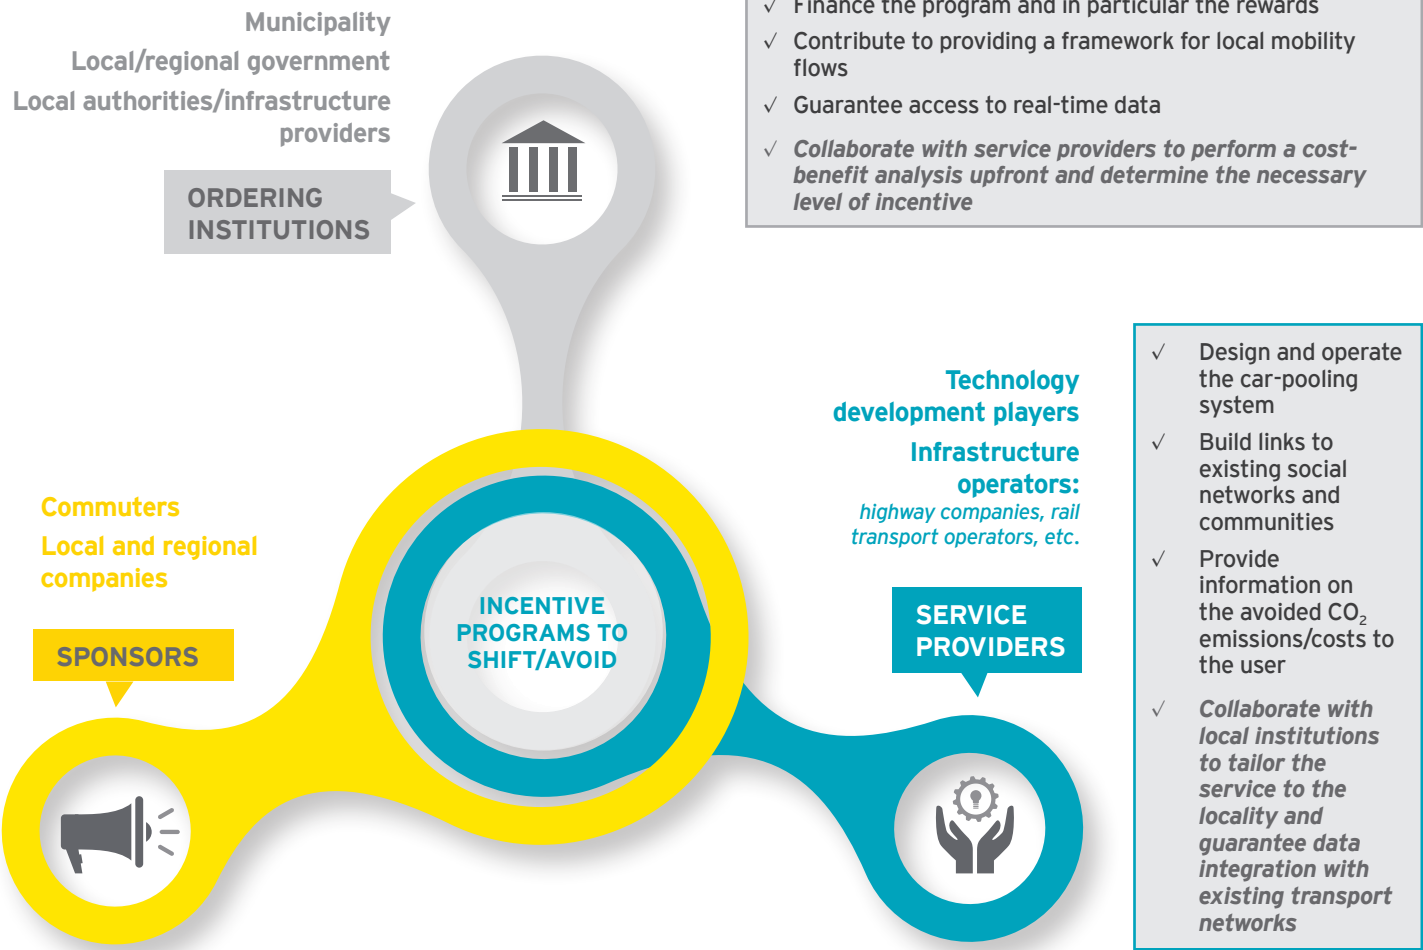 Municipality
Local/regional government
Local authorities/infrastructure
providers
ORDERING
INSTITUTIONS
✓ Finance the program and in particular the rewards
✓ Contribute to providing a framework for local mobility
flows
✓ Guarantee access to real-time data
✓ Collaborate with service providers to perform a cost-
benefit analysis upfront and determine the necessary
level of incentive
Commuters
Local and regional
companies
SPONSORS
INCENTIVE
PROGRAMS TO
SHIFT/AVOID
Technology
development players
Infrastructure
operators:
highway companies, rail
transport operators, etc.
SERVICE
PROVIDERS
✓ Design and operate
the car-pooling
system
✓ Build links to
existing social
networks and
communities
✓ Provide
information on
the avoided CO₂
emissions/costs to
the user
✓ Collaborate with
local institutions
to tailor the
service to the
locality and
guarantee data
integration with
existing transport
networks